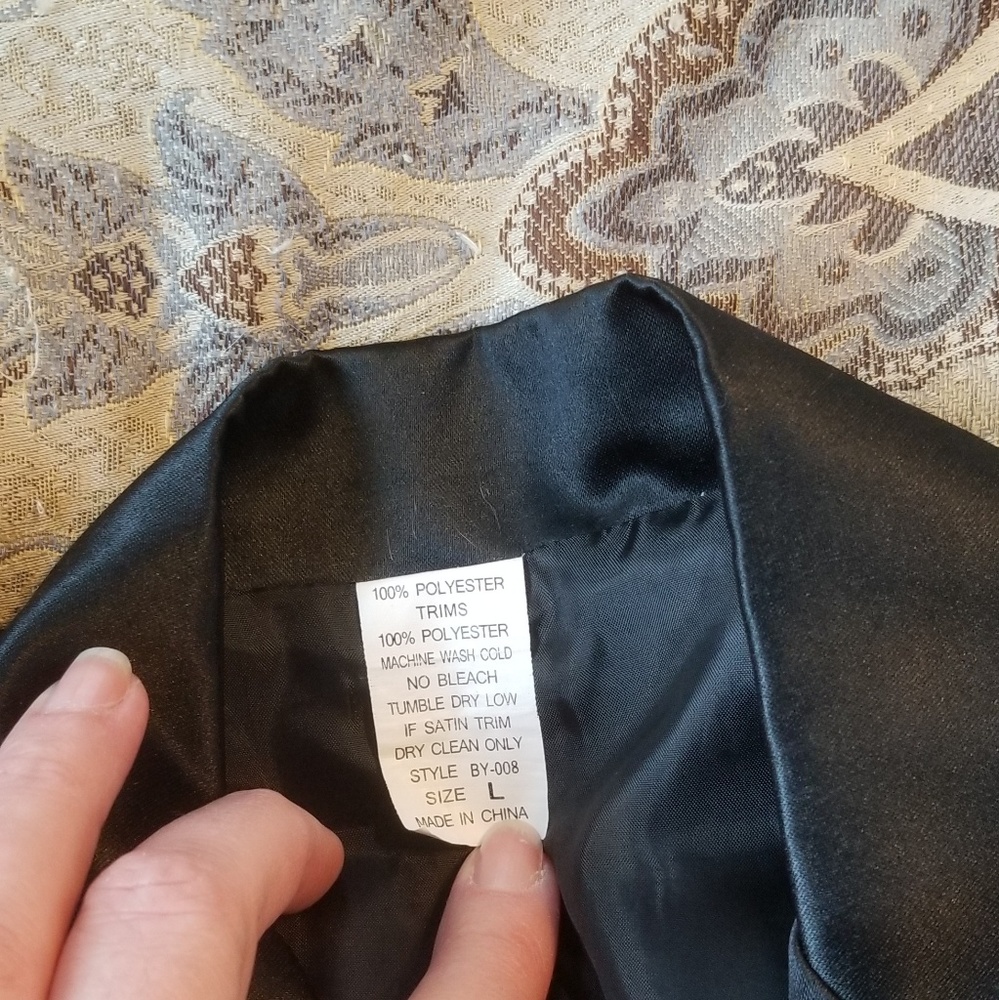 100% POLYESTER
TRIMS
100% POLYESTER
MACHINE WASH COLD
NO BLEACH
TUMBLE DRY LOW
IF SATIN TRIM
DRY CLEAN ONLY
STYLE BY-008
SIZE L
MADE IN CHINA